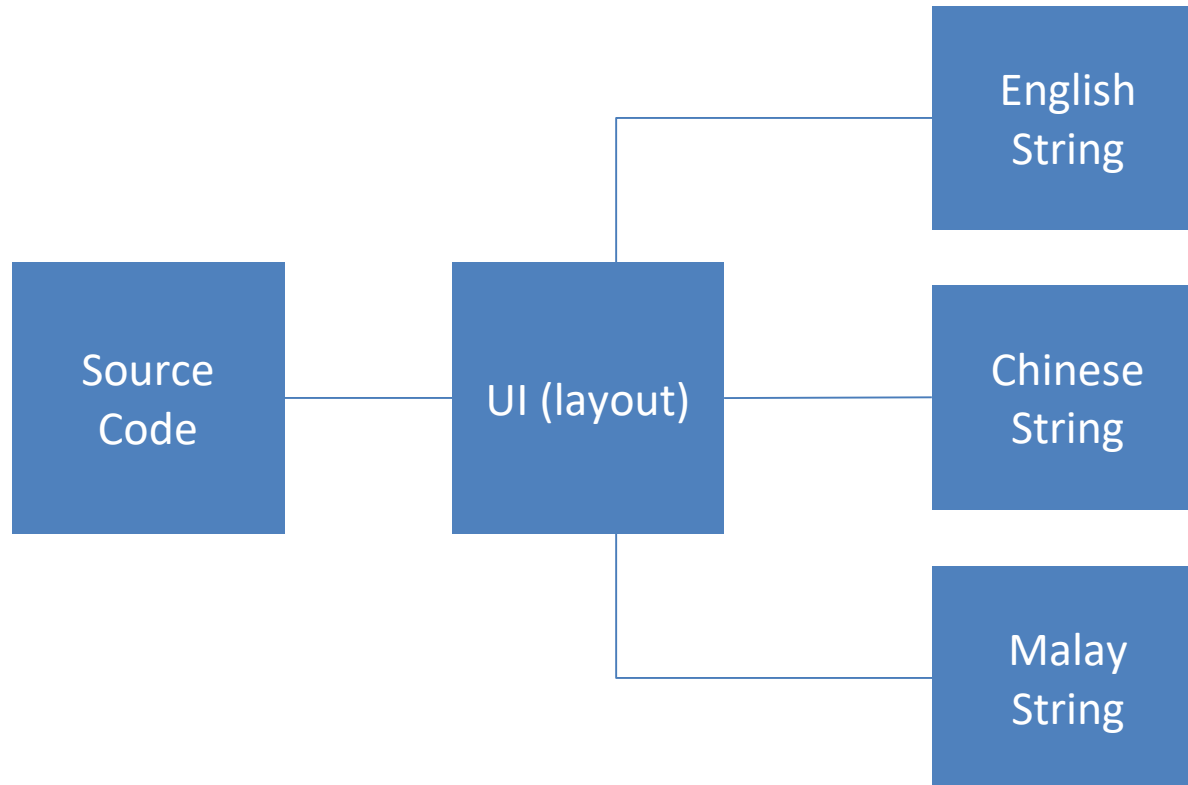 Source
Code
UI (layout)
English
String
Chinese
String
Malay
String